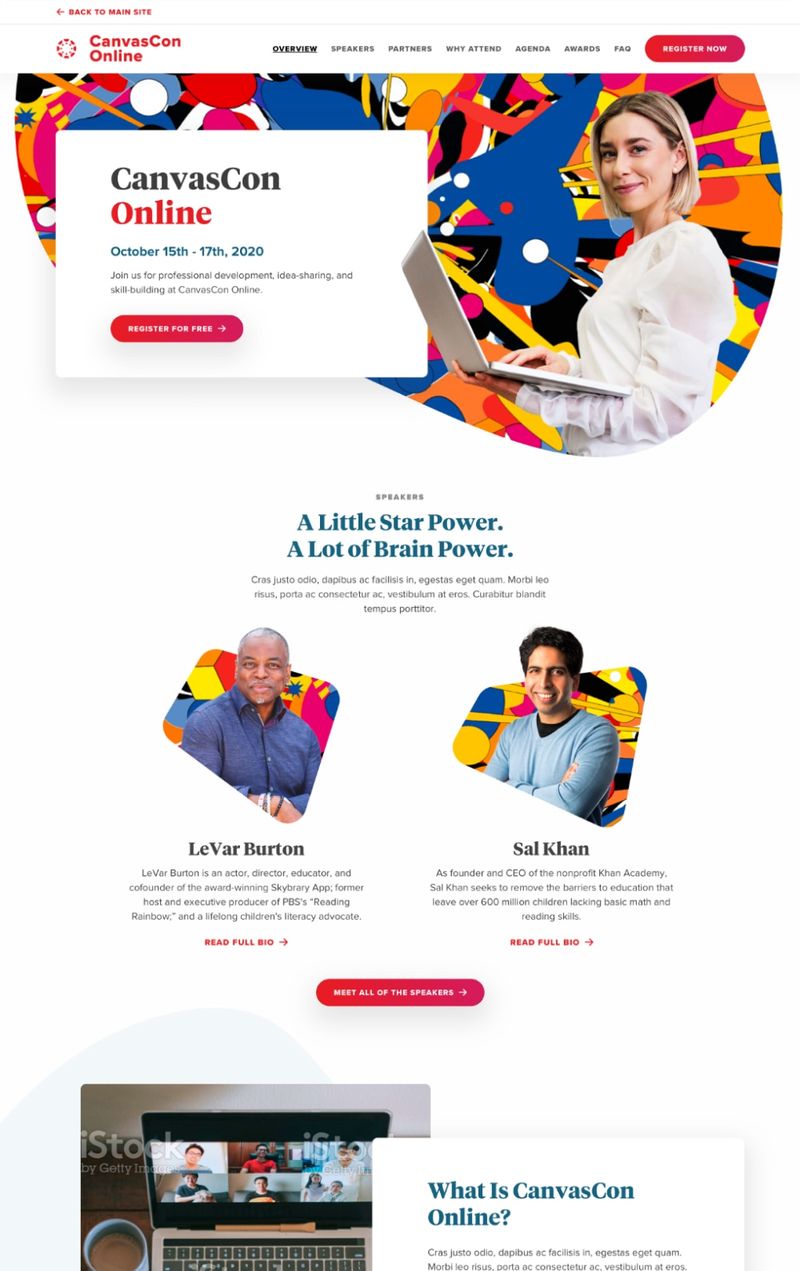 BACK TO MAIN SITE
CanvasCon
Online
OVERVIEW SPEAKERS PARTNERS WHY ATTEND AGENDA AWARDS FAQ REGISTER NOW
CanvasCon
Online
October 15th - 17th, 2020
Join us for professional development, idea-sharing, and
skill-building at CanvasCon Online.
REGISTER FOR FREE
SPEAKERS
A Little Star Power.
A Lot of Brain Power.
Cras justo odio, dapibus ac facilisis in, egestas eget quam. Morbi leo
risus, porta ac consectetur ac, vestibulum at eros. Curabitur blandit
tempus porttitor.
LeVar Burton
LeVar Burton is an actor, director, educator, and
cofounder of the award-winning Skybrary App; former
host and executive producer of PBS's "Reading
Rainbow;" and a lifelong children's literacy advocate.
READ FULL BIO
Sal Khan
As founder and CEO of the nonprofit Khan Academy,
Sal Khan seeks to remove the barriers to education that
leave over 600 million children lacking basic math and
reading skills.
READ FULL BIO
MEET ALL OF THE SPEAKERS
iStock
by Getty Images
What Is CanvasCon
Online?
Cras justo odio, dapibus ac facilisis in, egestas eget quam.
Morbi leo risus, porta ac consectetur ac, vestibulum at eros.